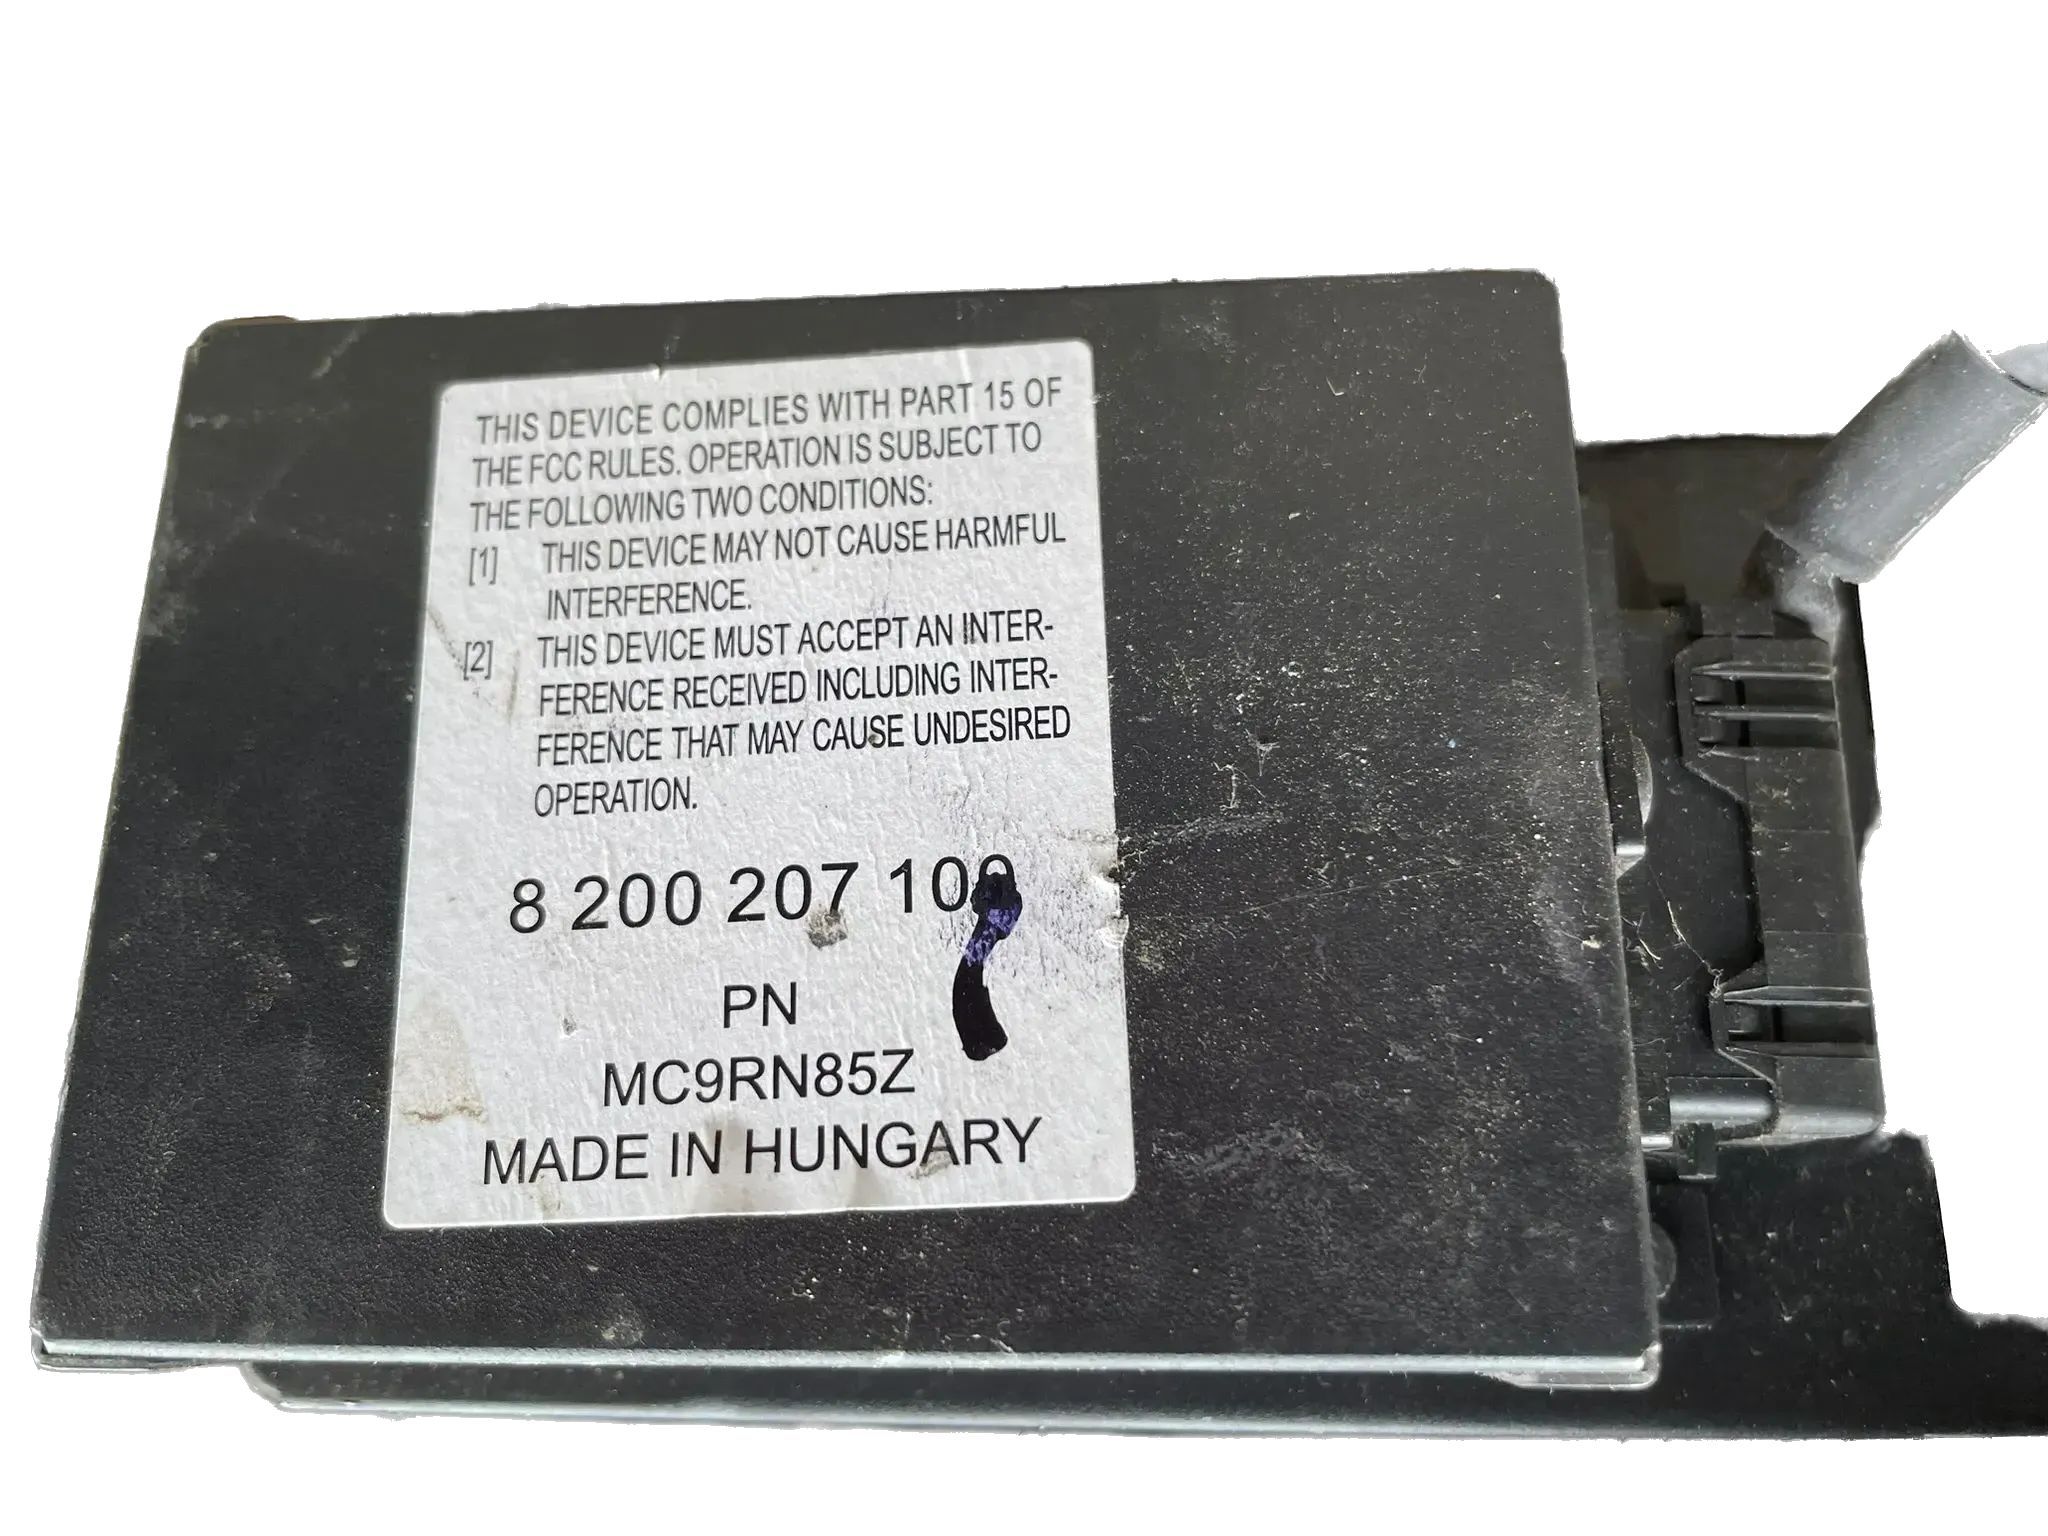 THIS DEVICE COMPLIES WITH PART 15 OF
THE FCC RULES. OPERATION IS SUBJECT TO
THE FOLLOWING TWO CONDITIONS:
[1] THIS DEVICE MAY NOT CAUSE HARMFUL
INTERFERENCE.
[2] THIS DEVICE MUST ACCEPT AN INTER-
FERENCE RECEIVED INCLUDING INTER-
FERENCE THAT MAY CAUSE UNDESIRED
OPERATION.
8 200 207 100
PN
MC9RN85Z
MADE IN HUNGARY